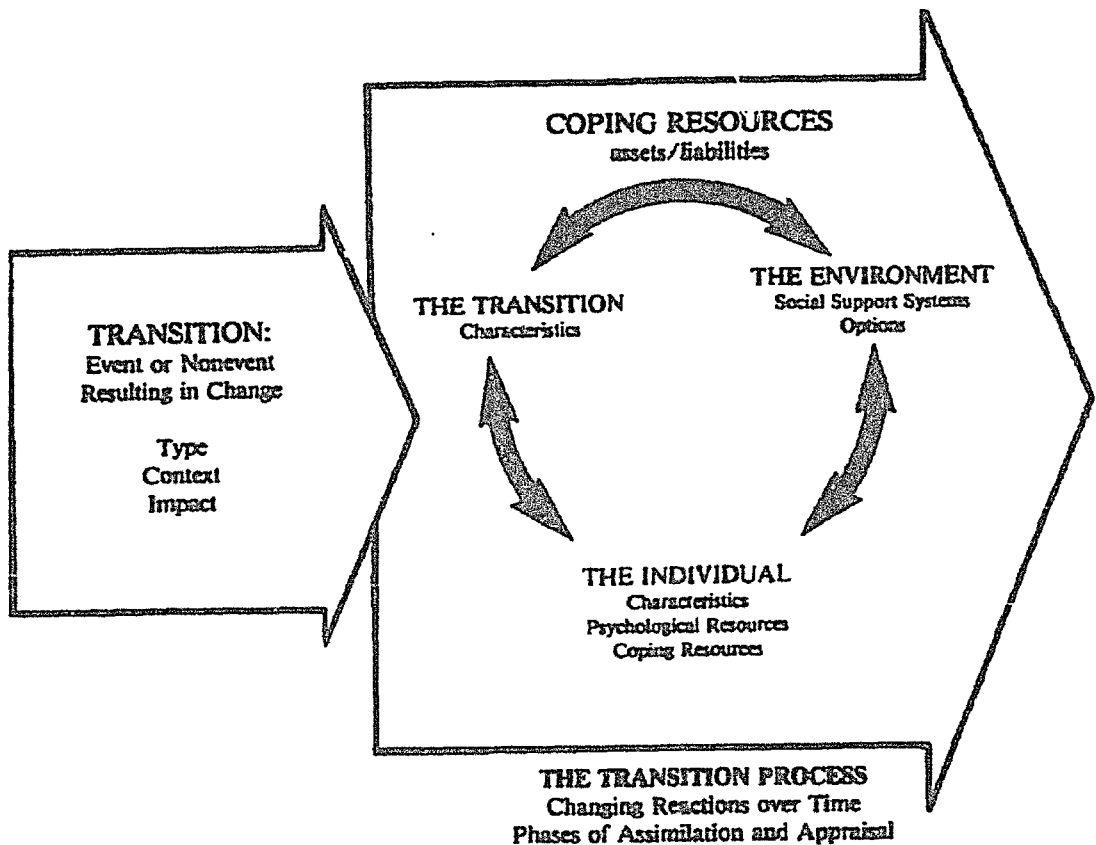 COPING RESOURCES
assets/liabilities
THE TRANSITION
Characteristics
THE ENVIRONMENT
Social Support Systems
Options
TRANSITION:
Event or Nonevent
Resulting in Change
Type
Context
Impact
THE INDIVIDUAL
Characteristics
Psychological Resources
Coping Resources
THE TRANSITION PROCESS
Changing Reactions over Time
Phases of Assimilation and Appraisal